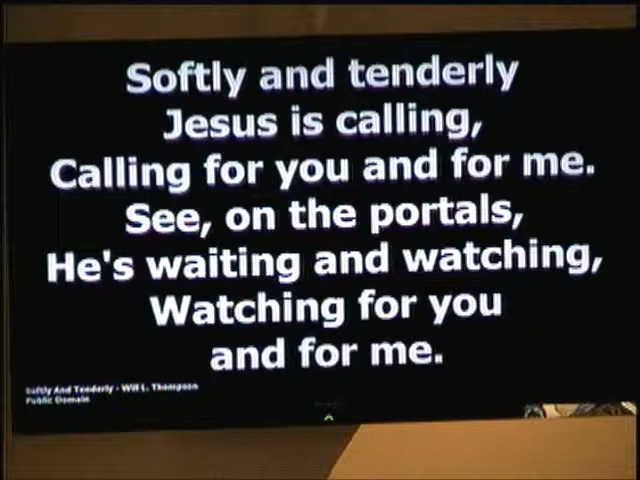 Softly and tenderly
Jesus is calling,
Calling for you and for me.
See, on the portals,
He's waiting and watching,
Watching for you
and for me.
Softly And Tenderly - Will L. Thompson
Public Domain